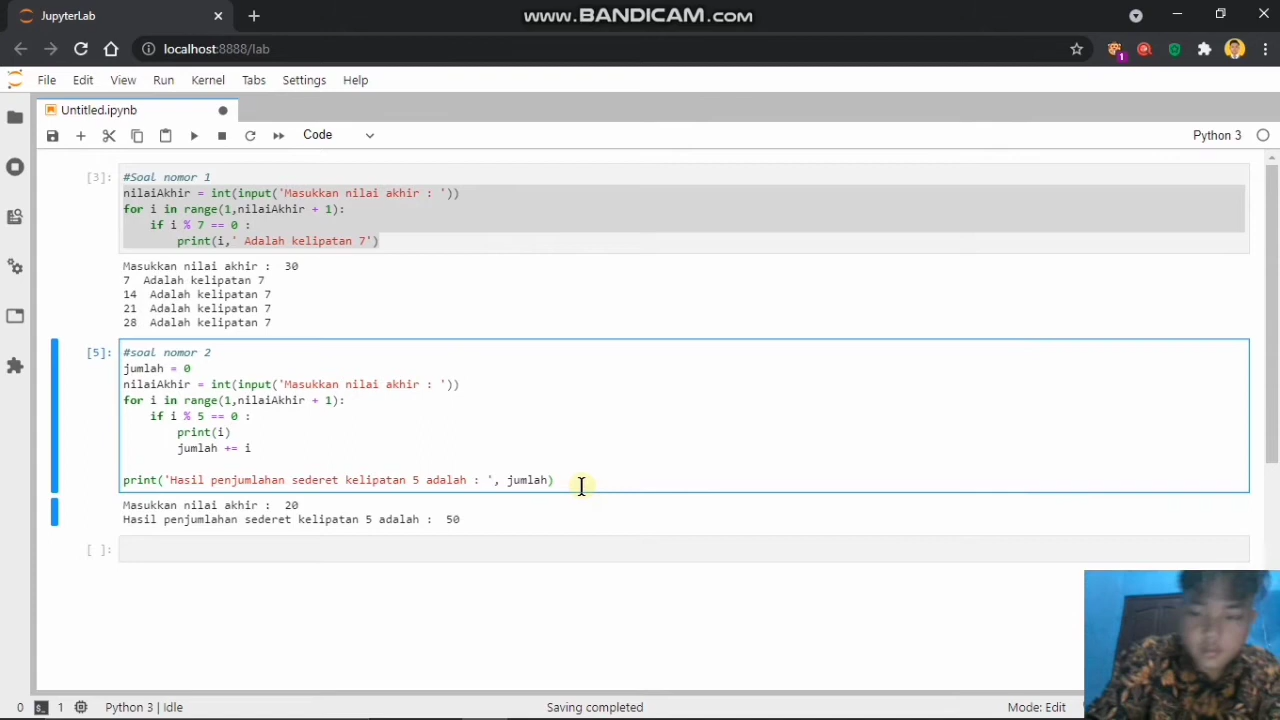 JupyterLab
www.BANDICAM.com
localhost:8888/lab
1
File Edit View Run Kernel Tabs Settings Help
Untitled.ipynb
Code
Python 3
[3]:
#Soal nomor 1
nilaiAkhir = int(input('Masukkan nilai akhir : '))
for i in range(1,nilaiAkhir + 1):
    if i % 7 == 0 :
        print(i,' Adalah kelipatan 7')
Masukkan nilai akhir :  30
7  Adalah kelipatan 7
14  Adalah kelipatan 7
21  Adalah kelipatan 7
28  Adalah kelipatan 7
[5]:
#soal nomor 2
jumlah = 0
nilaiAkhir = int(input('Masukkan nilai akhir : '))
for i in range(1,nilaiAkhir + 1):
    if i % 5 == 0 :
        print(i)
        jumlah += i
print('Hasil penjumlahan sederet kelipatan 5 adalah : ', jumlah)
Masukkan nilai akhir :  20
Hasil penjumlahan sederet kelipatan 5 adalah :  50
[ ]:
0 $_ 1 Python 3 | Idle Saving completed Mode: Edit